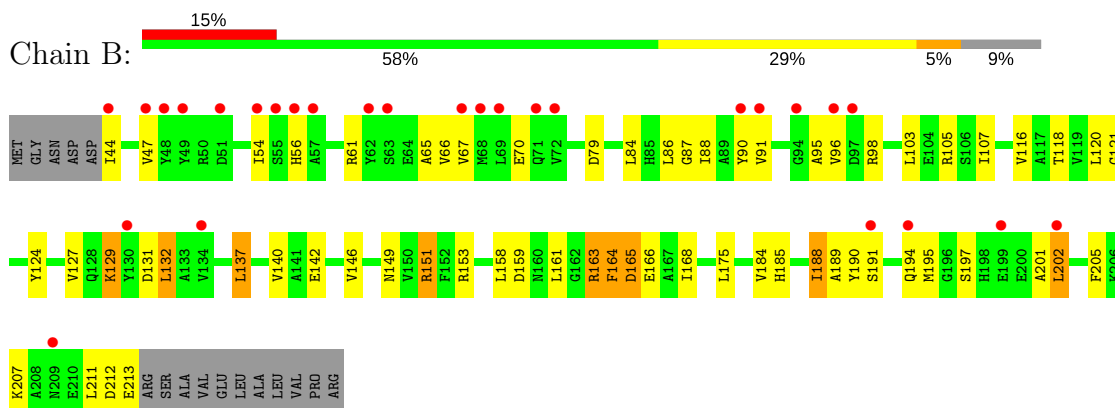 15%
Chain B:
58% 29% 5% 9%
MET GLY ASN ASP ASP I44 V47 Y48 Y49 R50 D51 I54 S55 H56 A57 R61 Y62 S63 E64 A65 V66 V67 M68 L69 E70 Q71 V72 D79 L84 H85 L86 G87 I88 A89 Y90 V91 G94 A95 V96 D97 R98 L103 E104 R105 S106 I107 V116 A117 T118 V119 L120 G121
Y124 V127 Q128 K129 Y130 D131 L132 A133 V134 L137 V140 A141 E142 V146 N149 V150 R151 F152 R153 L158 D159 N160 L161 G162 R163 F164 D165 E166 A167 I168 L175 V184 H185 I188 A189 Y190 S191 Q194 M195 G196 S197 H198 E199 E200 A201 L202 F205 K206
K207 A208 N209 E210 L211 D212 E213 ARG SER ALA VAL GLU LEU ALA LEU VAL PRO ARG